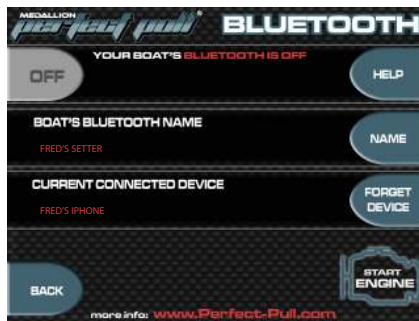 MEDALLION
perfect pull® BLUETOOTH
YOUR BOAT'S BLUETOOTH IS OFF
OFF
HELP
BOAT'S BLUETOOTH NAME
NAME
FRED'S SETTER
CURRENT CONNECTED DEVICE
FORGET
DEVICE
FRED'S IPHONE
START
ENGINE
BACK
more info: www.Perfect-Pull.com